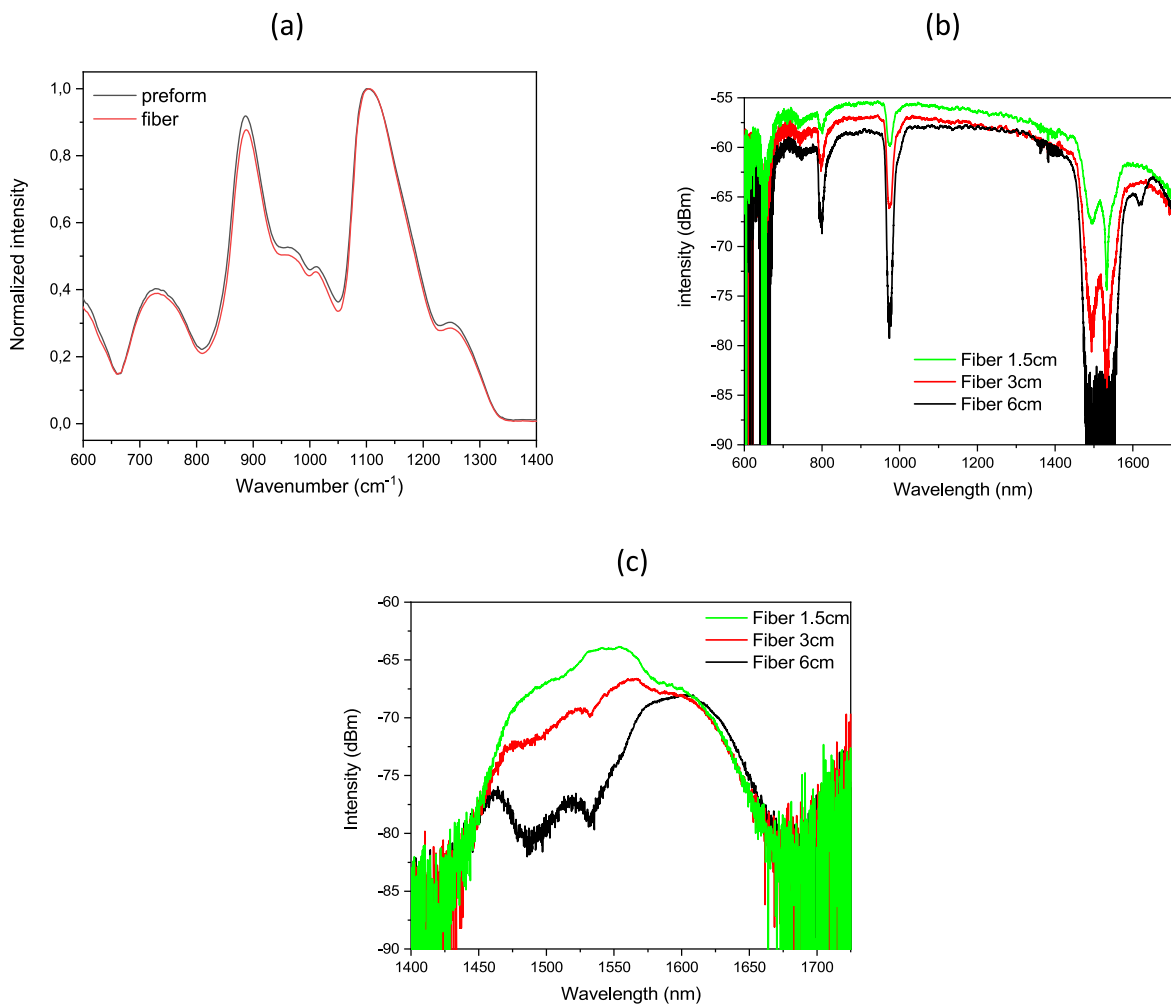 (a)
preform
fiber
1,0
0,8
0,6
0,4
0,2
0,0
Normalized intensity
600 700 800 900 1000 1100 1200 1300 1400
Wavenumber (cm⁻¹)
(b)
-55
-60
-65
-70
-75
-80
-85
-90
intensity (dBm)
Fiber 1.5cm
Fiber 3cm
Fiber 6cm
600 800 1000 1200 1400 1600
Wavelength (nm)
(c)
-60
-65
-70
-75
-80
-85
-90
Intensity (dBm)
Fiber 1.5cm
Fiber 3cm
Fiber 6cm
1400 1450 1500 1550 1600 1650 1700
Wavelength (nm)